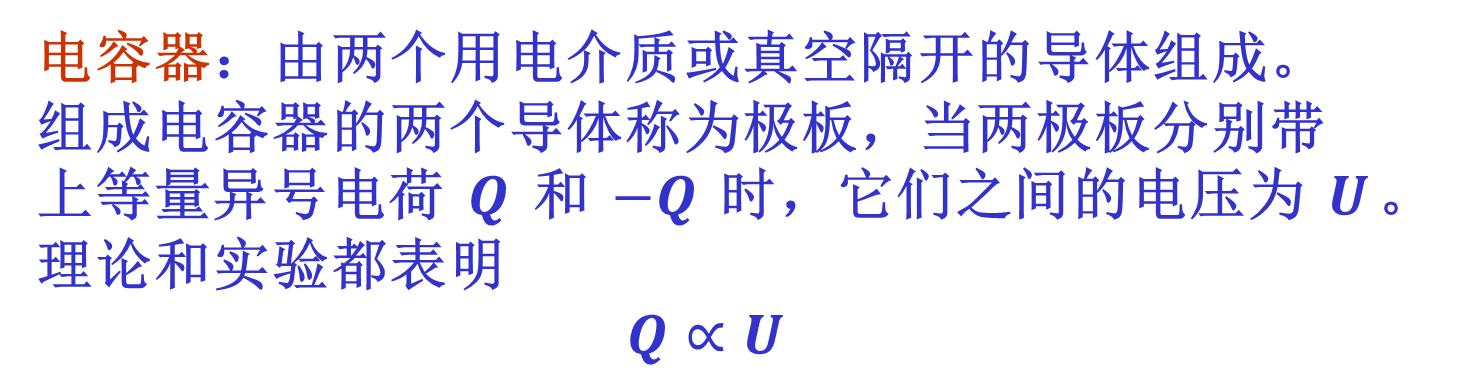 电容器：由两个用电介质或真空隔开的导体组成。
组成电容器的两个导体称为极板，当两极板分别带
上等量异号电荷 Q 和 −Q 时，它们之间的电压为 U 。
理论和实验都表明
Q ∝ U